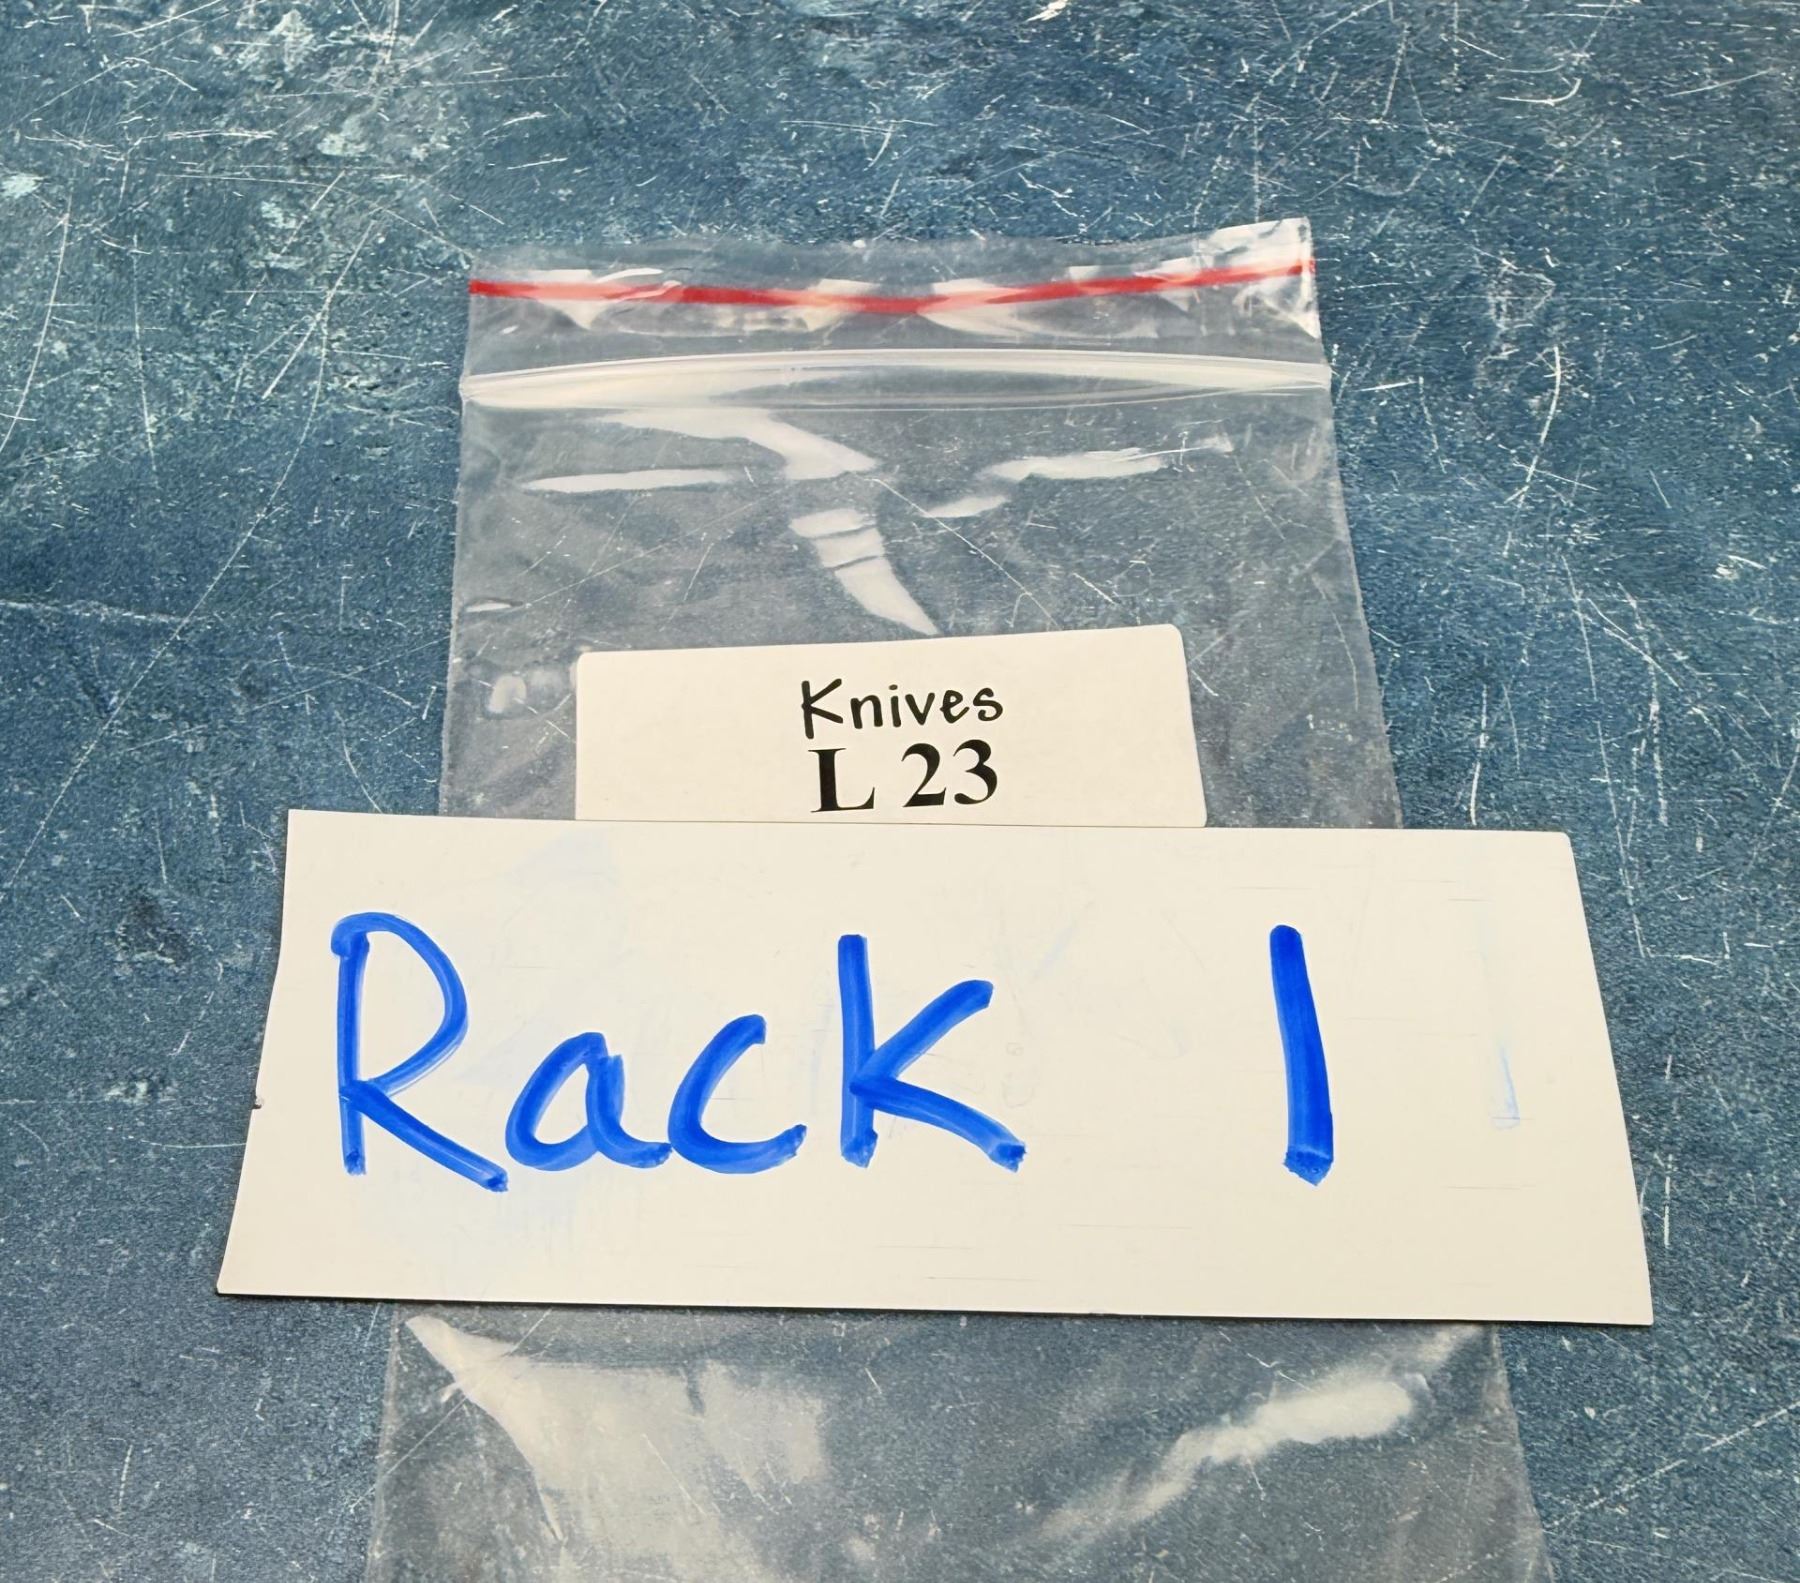 Knives
L 23
Rack 1